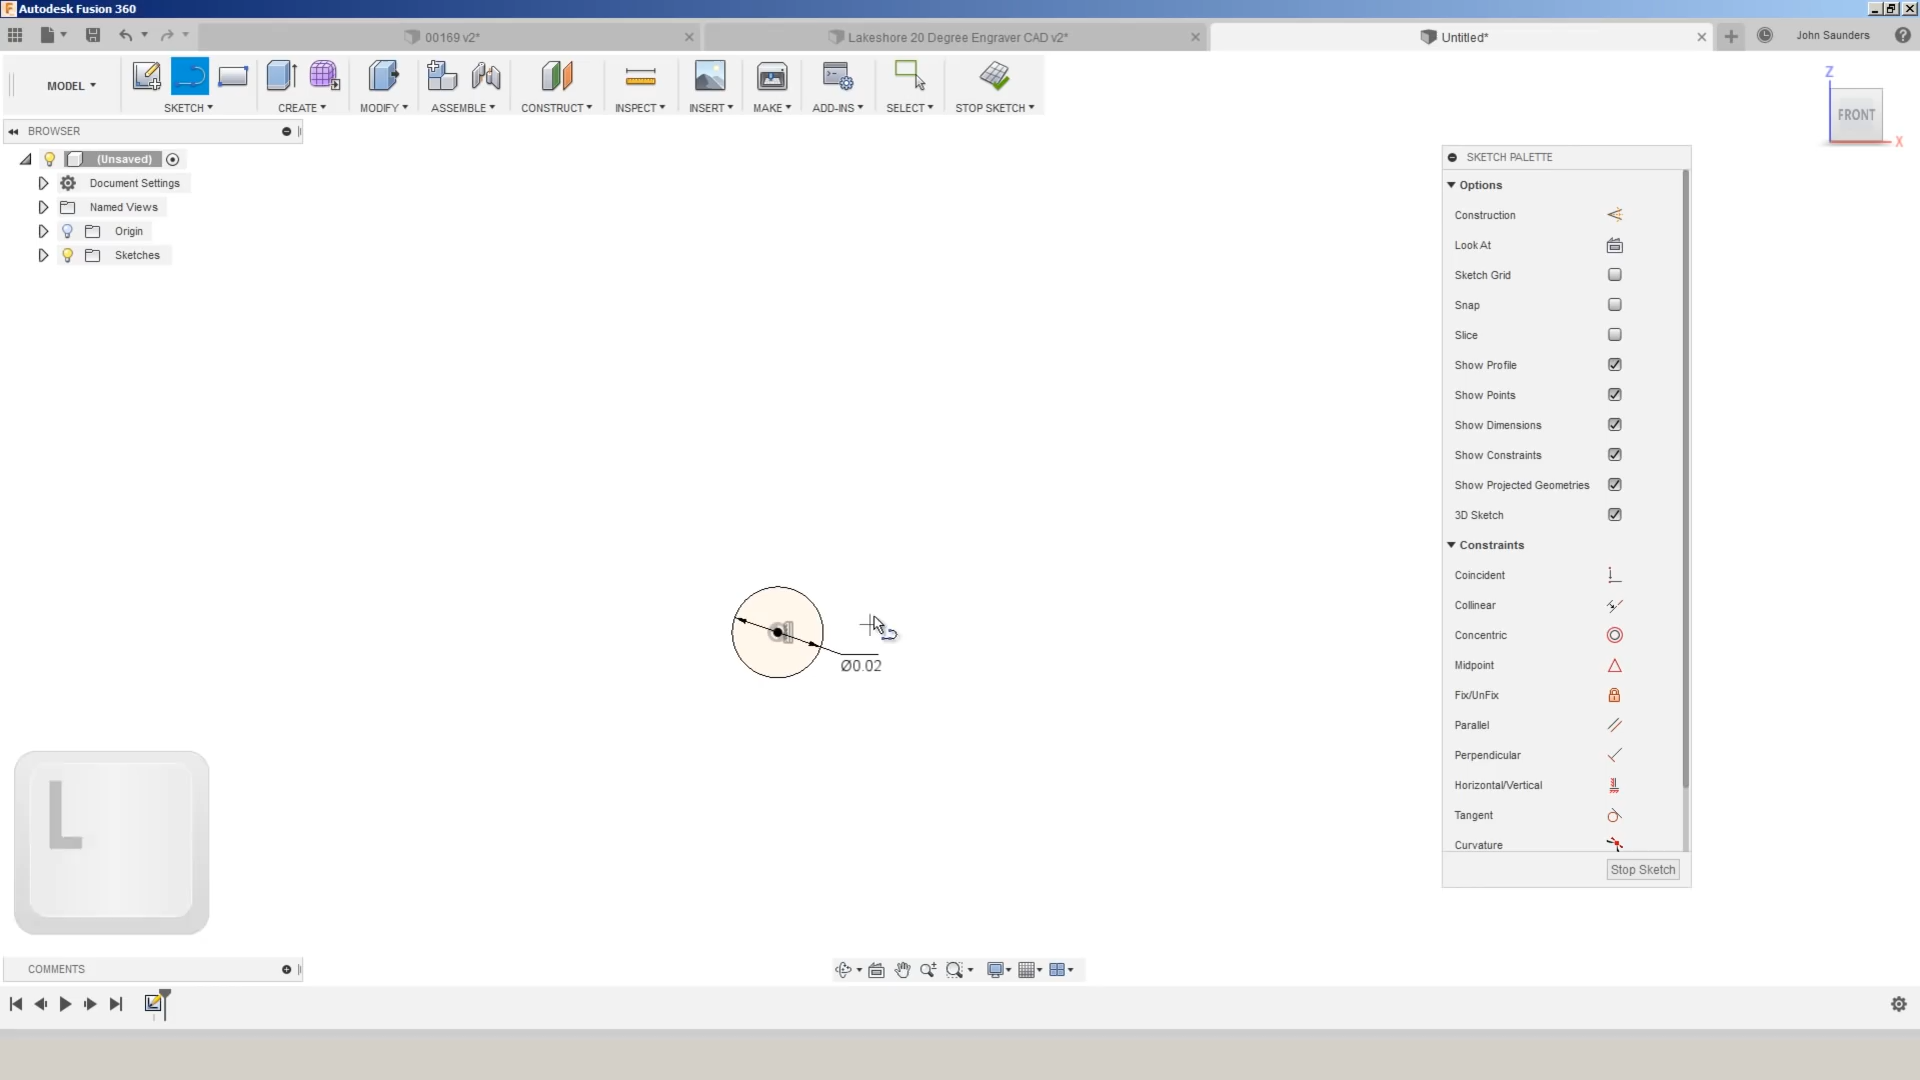 Autodesk Fusion 360
00169 v2*
Lakeshore 20 Degree Engraver CAD v2*
Untitled*
John Saunders
MODEL
SKETCH
CREATE
MODIFY
ASSEMBLE
CONSTRUCT
INSPECT
INSERT
MAKE
ADD-INS
SELECT
STOP SKETCH
Z
FRONT
X
BROWSER
(Unsaved)
Document Settings
Named Views
Origin
Sketches
SKETCH PALETTE
Options
Construction
Look At
Sketch Grid
Snap
Slice
Show Profile
Show Points
Show Dimensions
Show Constraints
Show Projected Geometries
3D Sketch
Constraints
Coincident
Collinear
Concentric
Midpoint
Fix/UnFix
Parallel
Perpendicular
Horizontal/Vertical
Tangent
Curvature
Stop Sketch
Ø0.02
L
COMMENTS